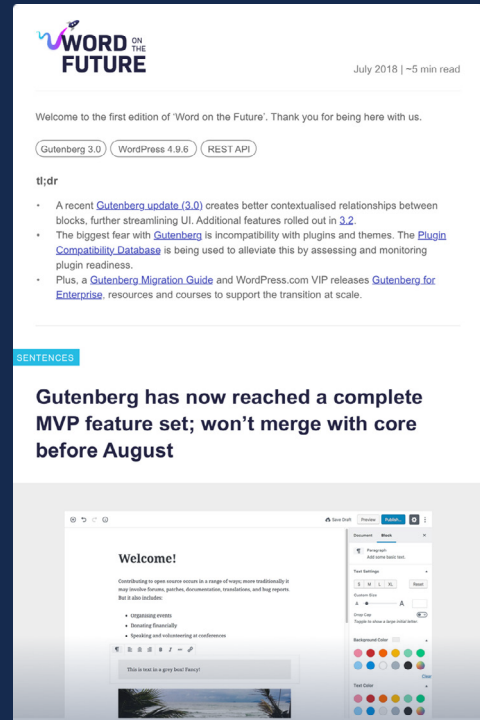 WORD ON THE
FUTURE
July 2018 | ~5 min read
Welcome to the first edition of ‘Word on the Future’. Thank you for being here with us.
Gutenberg 3.0 WordPress 4.9.6 REST API
tl;dr
• A recent Gutenberg update (3.0) creates better contextualised relationships between
blocks, further streamlining UI. Additional features rolled out in 3.2.
• The biggest fear with Gutenberg is incompatibility with plugins and themes. The Plugin
Compatibility Database is being used to alleviate this by assessing and monitoring
plugin readiness.
• Plus, a Gutenberg Migration Guide and WordPress.com VIP releases Gutenberg for
Enterprise, resources and courses to support the transition at scale.
SENTENCES
Gutenberg has now reached a complete
MVP feature set; won’t merge with core
before August
Save Draft Preview Publish...
Document Block
Paragraph
Add some basic text.
Text Settings
S M L XL Reset
Custom Size
A A
Drop Cap
Toggle to show a large initial letter.
Background Color
Clear
Text Color
Welcome!
Contributing to open source occurs in a range of ways; more traditionally it
may involve forums, patches, documentation, translations, and bug reports.
But it also includes:
• Organising events
• Donating financially
• Speaking and volunteering at conferences
B I
This is text in a grey box! Fancy!